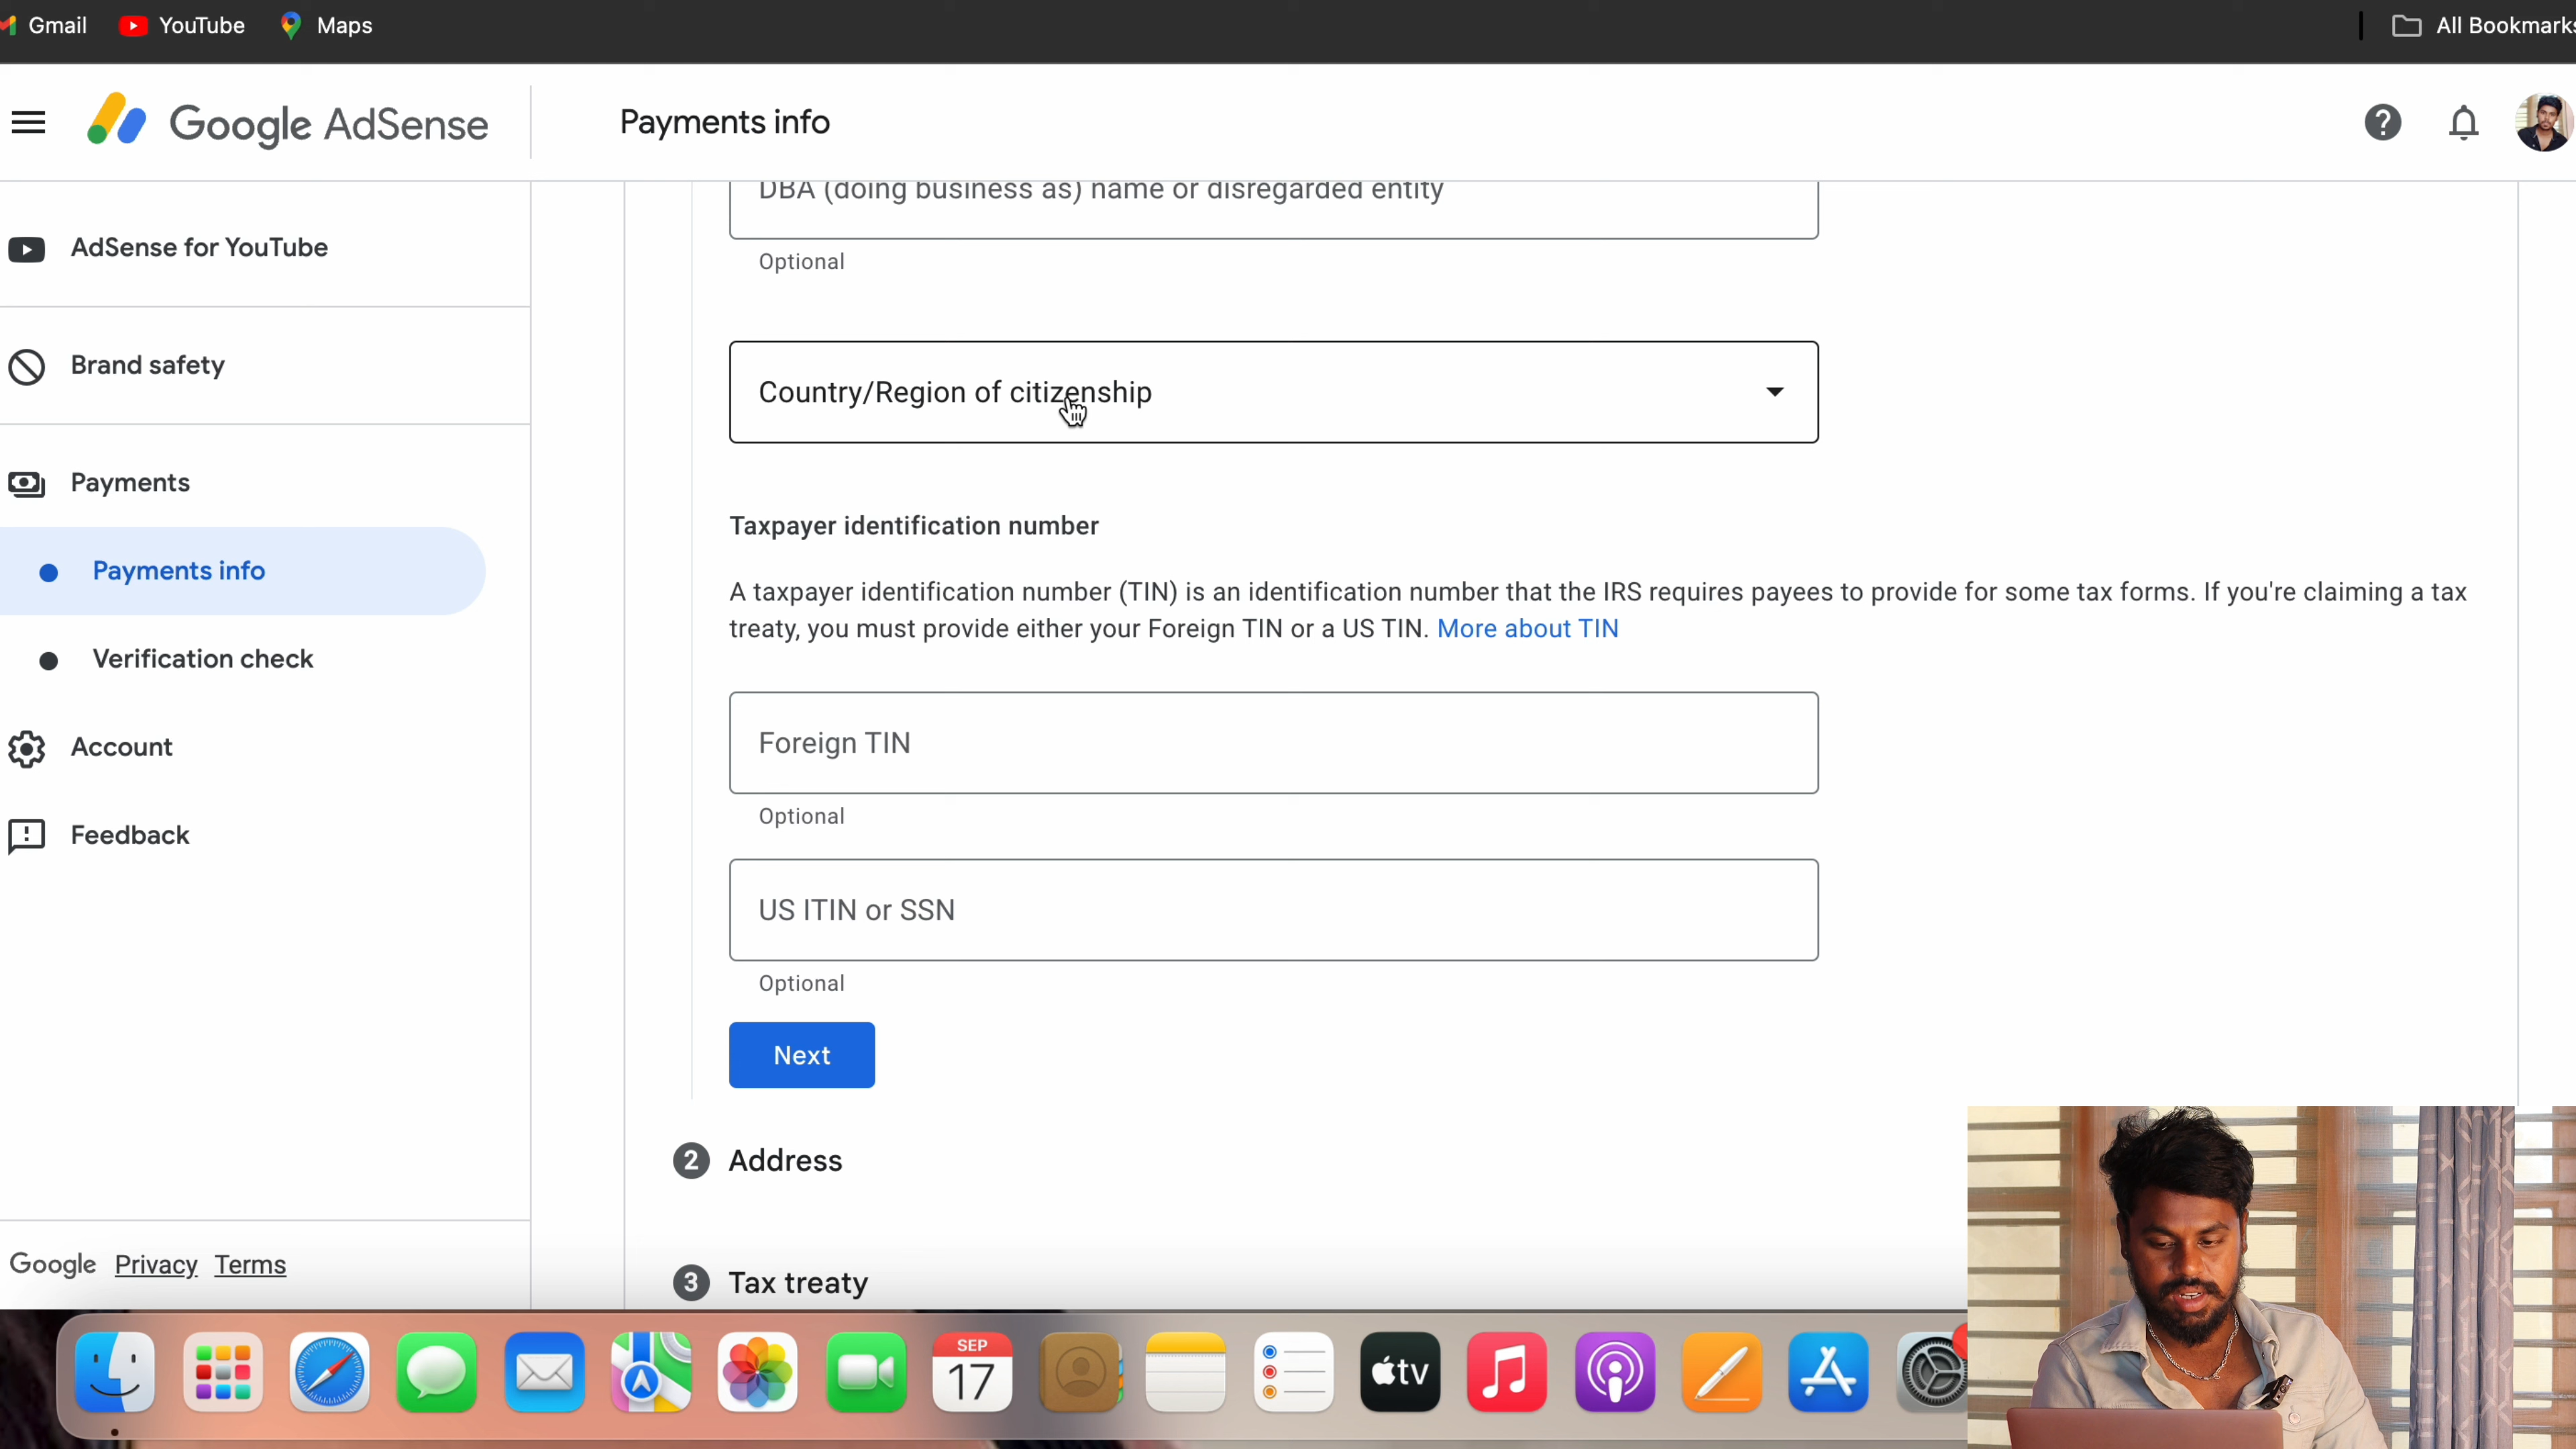 Gmail
YouTube
Maps
All Bookmarks
Google AdSense
Payments info
AdSense for YouTube
Brand safety
Payments
Payments info
Verification check
Account
Feedback
Google Privacy Terms
DBA (doing business as) name or disregarded entity
Optional
Country/Region of citizenship
Taxpayer identification number
A taxpayer identification number (TIN) is an identification number that the IRS requires payees to provide for some tax forms. If you're claiming a tax
treaty, you must provide either your Foreign TIN or a US TIN. More about TIN
Foreign TIN
Optional
US ITIN or SSN
Optional
Next
2 Address
3 Tax treaty
SEP
17
tv